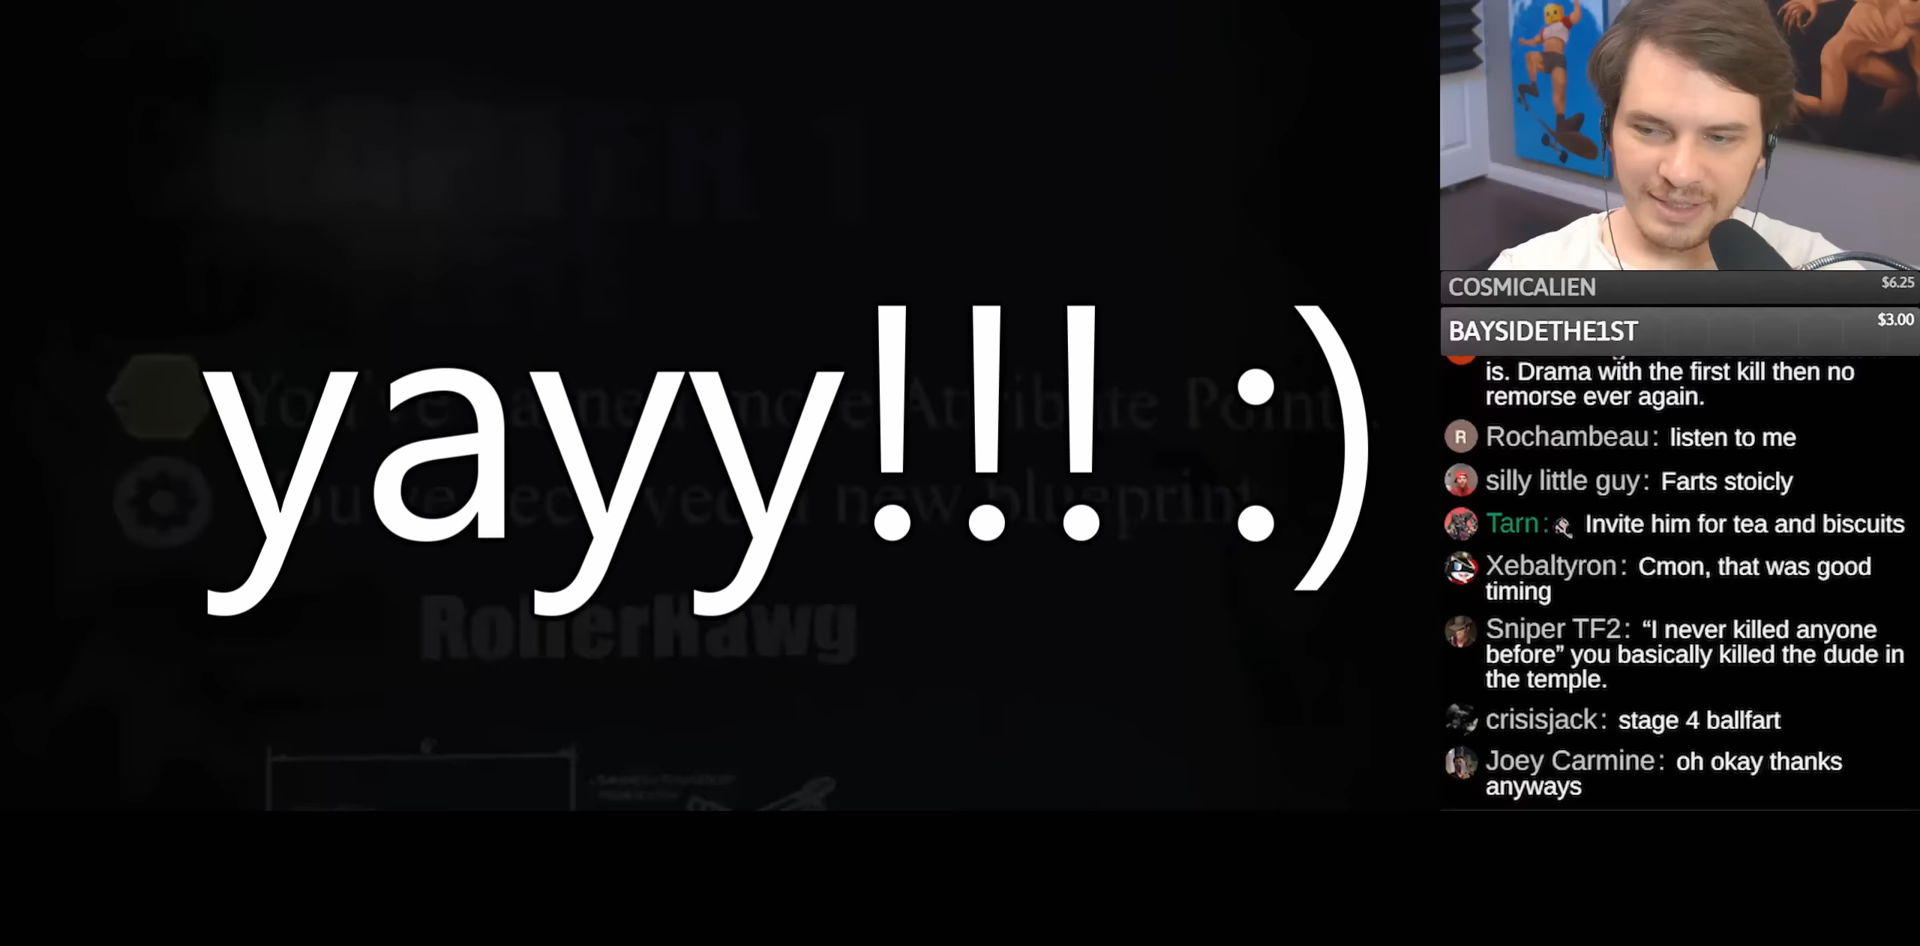 yayy!!! :)
CHAPTER 1
You've earned more Attribute Points.
You've received a new blueprint.
RollerHawg
COSMICALIEN $6.25
BAYSIDETHE1ST $3.00
is. Drama with the first kill then no
remorse ever again.
R Rochambeau: listen to me
silly little guy: Farts stoicly
Tarn: Invite him for tea and biscuits
Xebaltyron: Cmon, that was good
timing
Sniper TF2: “I never killed anyone
before” you basically killed the dude in
the temple.
crisisjack: stage 4 ballfart
Joey Carmine: oh okay thanks
anyways